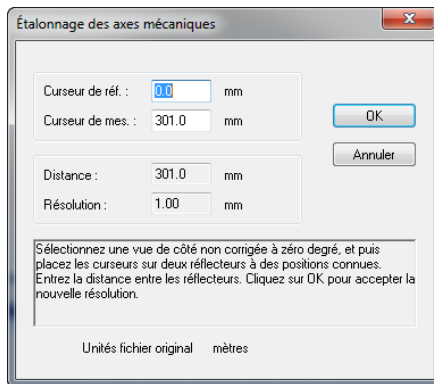 Étalonnage des axes mécaniques
Curseur de réf. : 0.0 mm
Curseur de mes. : 301.0 mm
OK
Annuler
Distance : 301.0 mm
Résolution : 1.00 mm
Sélectionnez une vue de côté non corrigée à zéro degré, et puis
placez les curseurs sur deux réflecteurs à des positions connues.
Entrez la distance entre les réflecteurs. Cliquez sur OK pour accepter la
nouvelle résolution.
Unités fichier original mètres